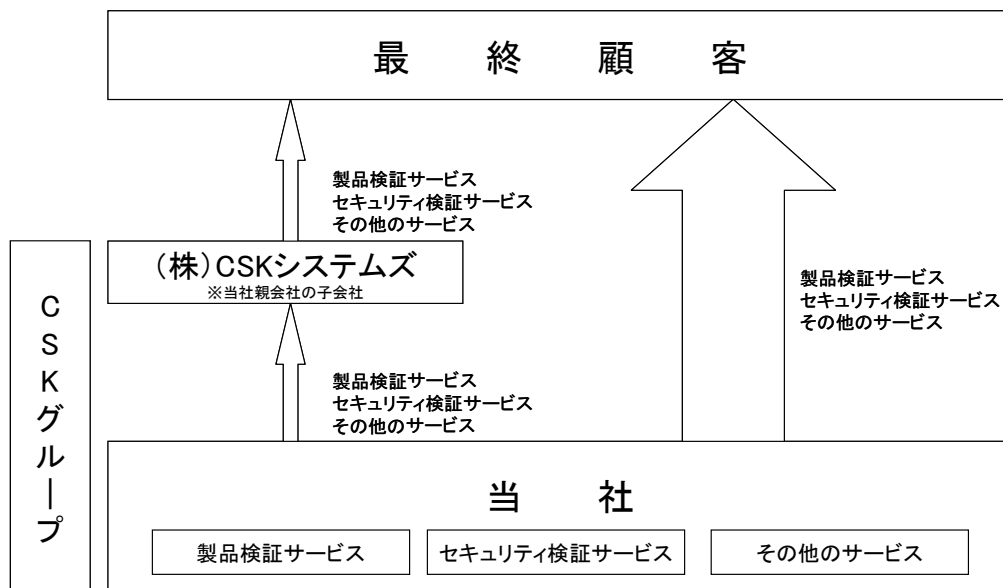 最 終 顧 客
製品検証サービス
セキュリティ検証サービス
その他のサービス
(株)CSKシステムズ
※当社親会社の子会社
製品検証サービス
セキュリティ検証サービス
その他のサービス
CSKグループ
製品検証サービス
セキュリティ検証サービス
その他のサービス
当 社
製品検証サービス
セキュリティ検証サービス
その他のサービス